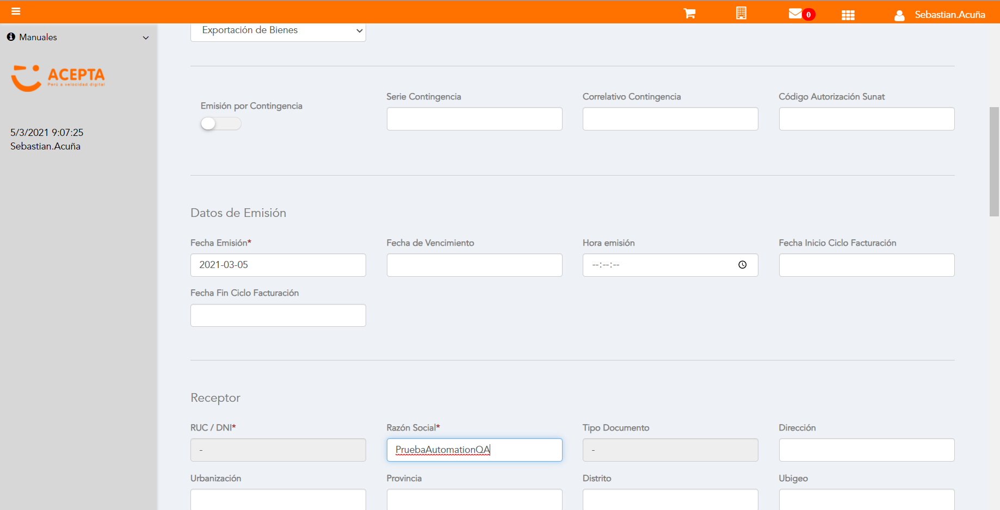 0
Sebastian.Acuña
Manuales
ACEPTA
Perú a velocidad digital
5/3/2021 9:07:25
Sebastian.Acuña
Exportación de Bienes
Emisión por Contingencia
Serie Contingencia
Correlativo Contingencia
Código Autorización Sunat
Datos de Emisión
Fecha Emisión*
Fecha de Vencimiento
Hora emisión
Fecha Inicio Ciclo Facturación
2021-03-05
--:--:--
Fecha Fin Ciclo Facturación
Receptor
RUC / DNI*
Razón Social*
Tipo Documento
Dirección
-
PruebaAutomationQA
-
Urbanización
Provincia
Distrito
Ubigeo